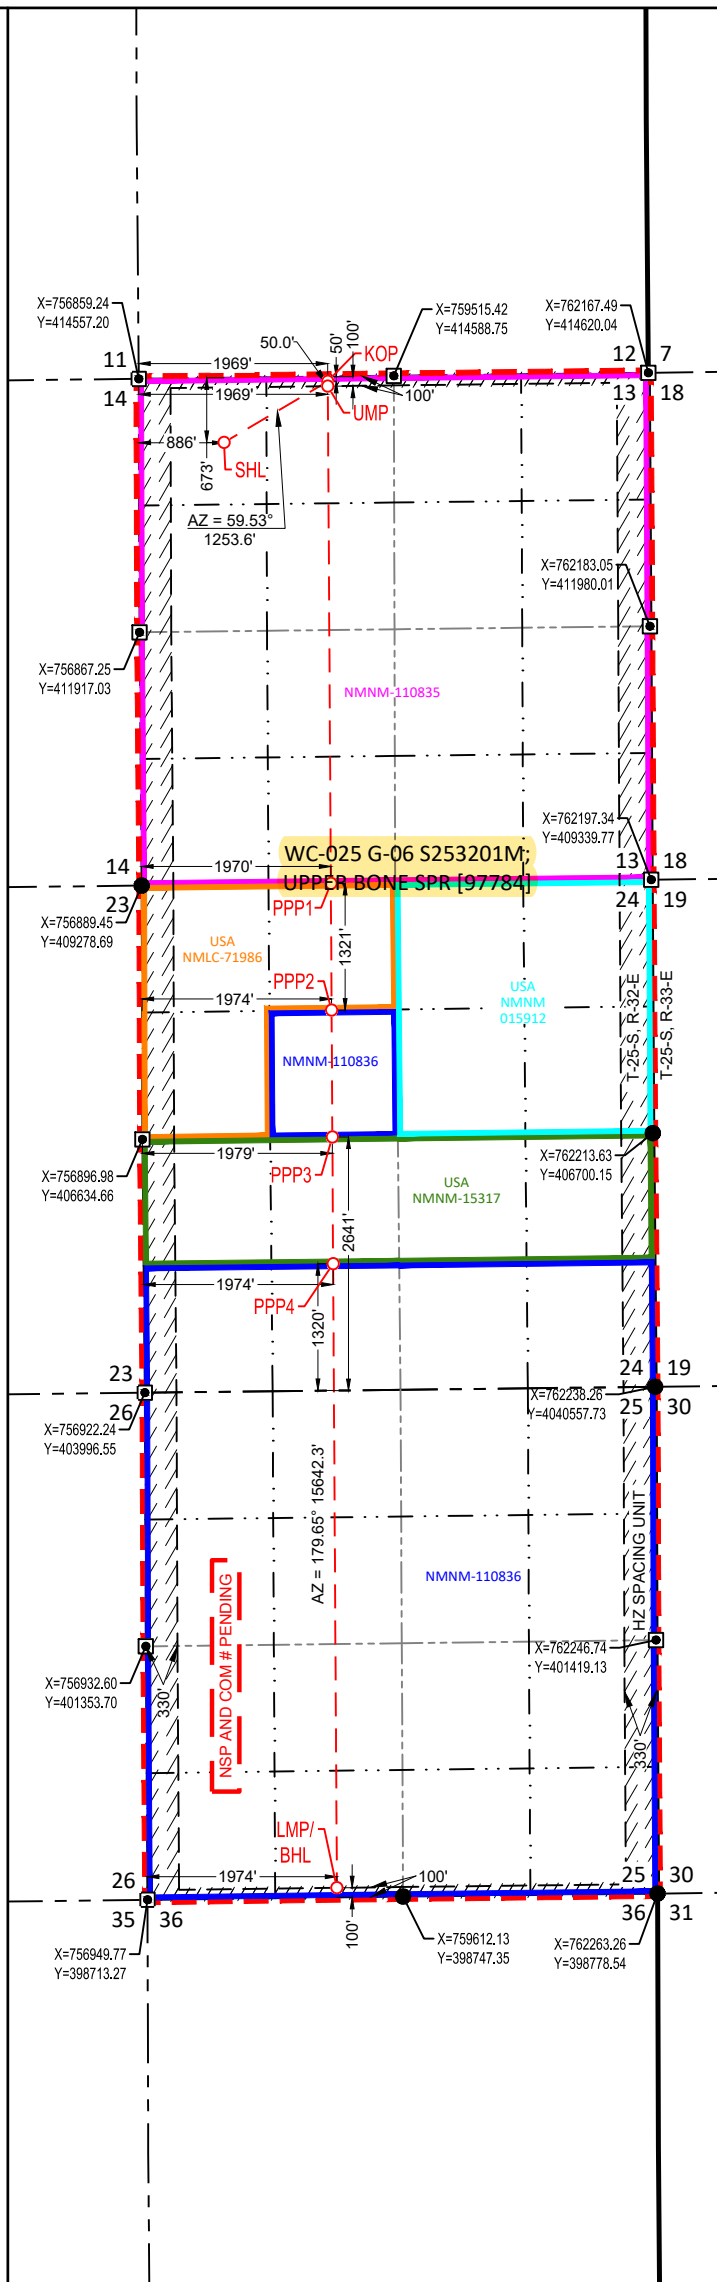 X=756859.24
Y=414557.20
X=759515.42
Y=414588.75
X=762167.49
Y=414620.04
11
12
7
14
13
18
1969'
50.0'
50'
100'
KOP
1969'
100'
UMP
886'
SHL
673'
AZ = 59.53°
1253.6'
X=762183.05
Y=411980.01
X=756867.25
Y=411917.03
NMNM-110835
X=762197.34
Y=409339.77
WC-025 G-06 S253201M;
UPPER BONE SPR [97784]
14
13
18
1970'
23
24
19
PPP1
X=756889.45
Y=409278.69
USA
NMLC-71986
1321'
PPP2
1974'
USA
NMNM
015912
T-25-S, R-32-E
T-25-S, R-33-E
NMNM-110836
X=756896.98
Y=406634.66
1979'
PPP3
X=762213.63
Y=406700.15
USA
NMNM-15317
2641'
1974'
PPP4
1320'
23
24
19
26
25
30
X=762238.26
Y=4040557.73
X=756922.24
Y=403996.55
AZ = 179.65° 15642.3'
HZ SPACING UNIT
NMNM-110836
NSP AND COM # PENDING
X=762246.74
Y=401419.13
X=756932.60
Y=401353.70
330'
330'
LMP/
BHL
1974'
100'
26
25
30
35
36
36
31
100'
X=756949.77
Y=398713.27
X=759612.13
Y=398747.35
X=762263.26
Y=398778.54